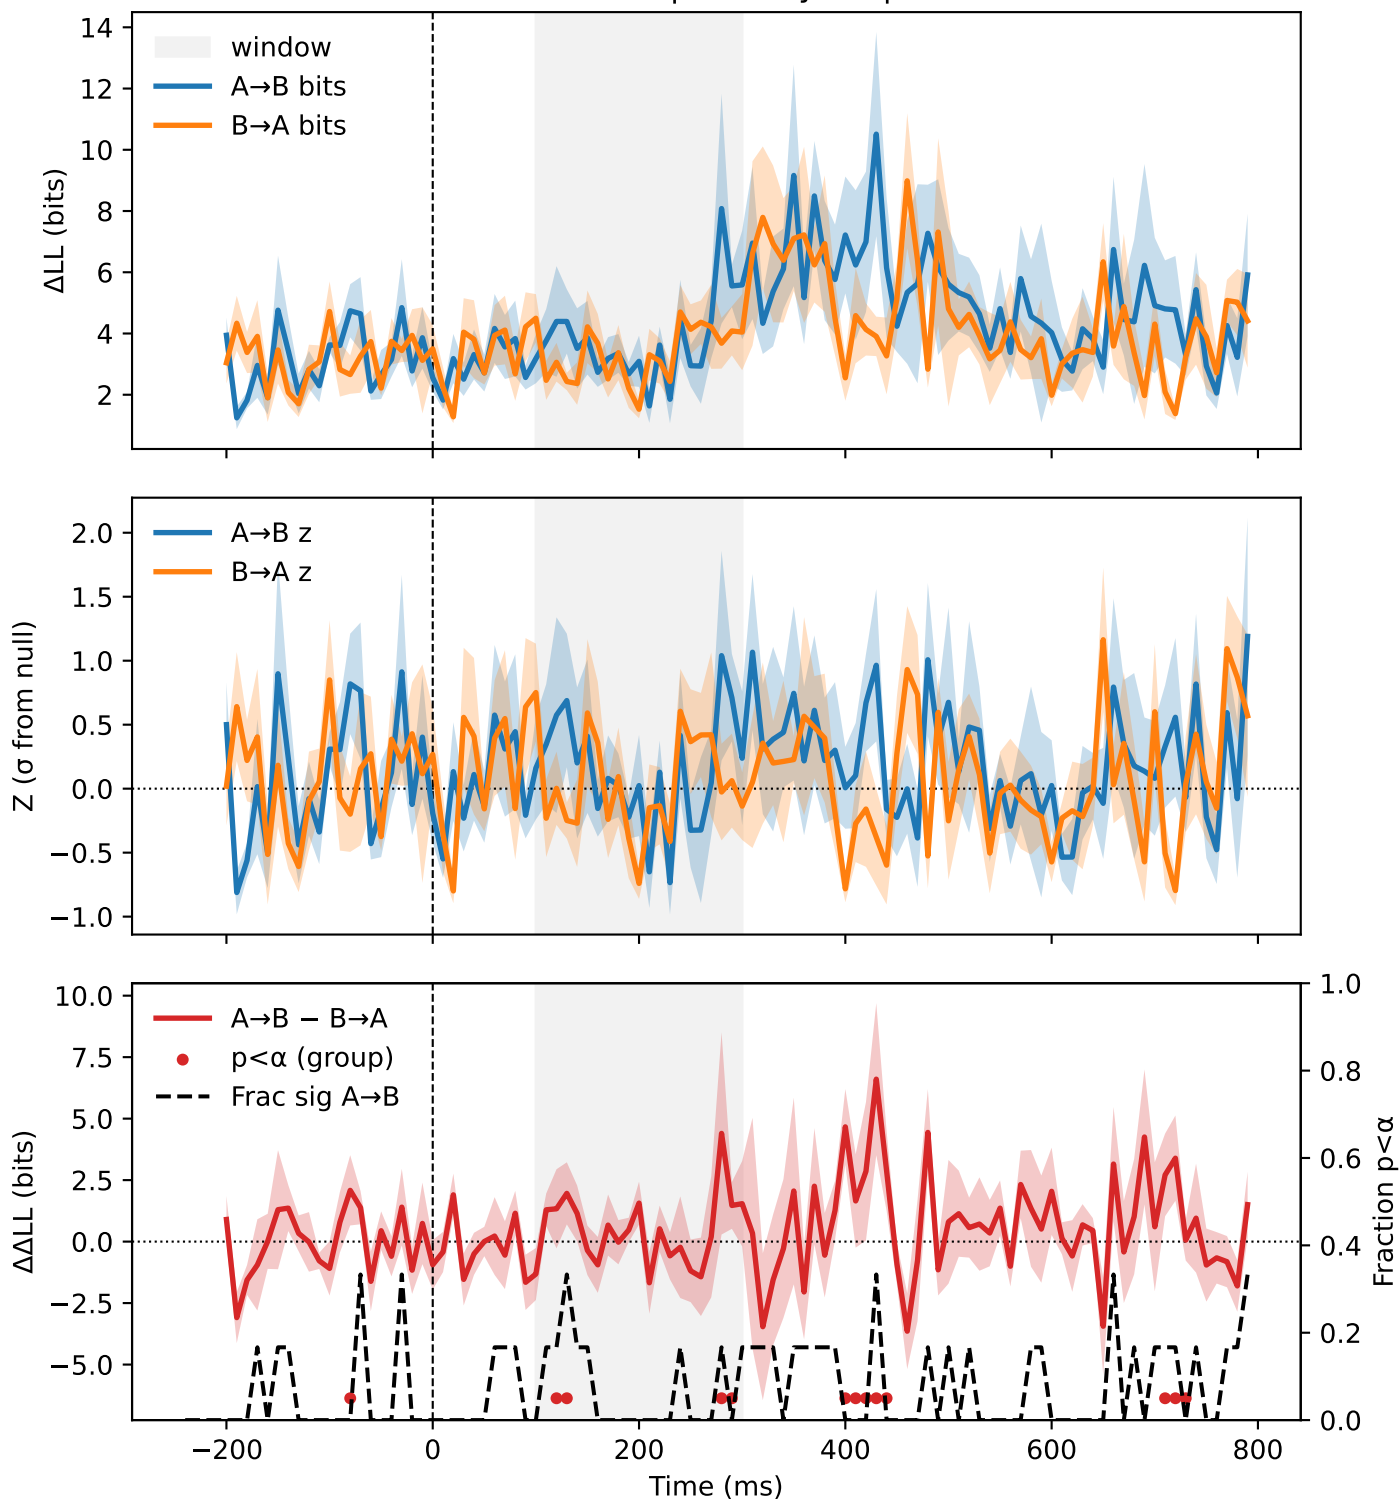 14
12
10
8
6
4
2
ΔLL (bits)
window
A→B bits
B→A bits
2.0
1.5
1.0
0.5
0.0
−0.5
−1.0
Z (σ from null)
A→B z
B→A z
10.0
7.5
5.0
2.5
0.0
−2.5
−5.0
ΔΔLL (bits)
A→B − B→A
p<α (group)
Frac sig A→B
1.0
0.8
0.6
0.4
0.2
0.0
Fraction p<α
−200 0 200 400 600 800
Time (ms)